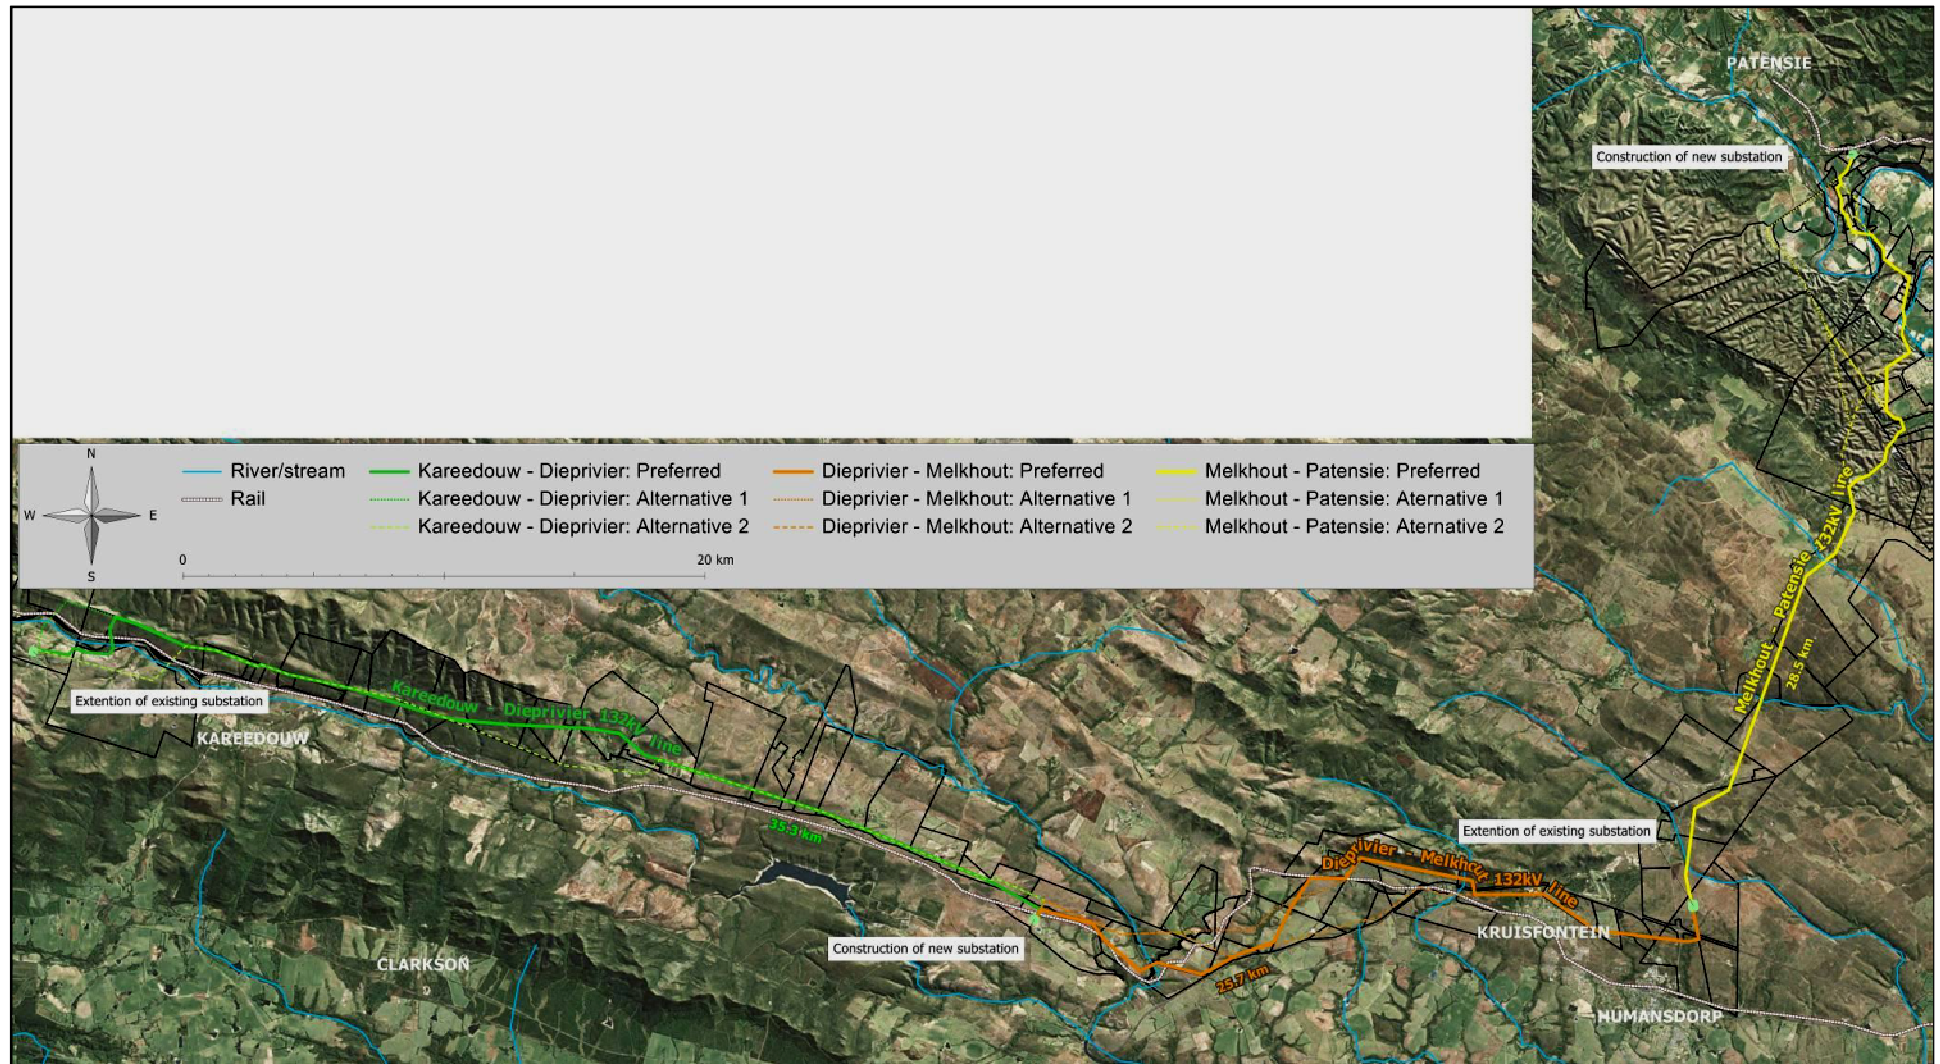 PATENSIE
Construction of new substation
N
W
E
S
River/stream
Rail
Kareedouw - Dieprivier: Preferred
Kareedouw - Dieprivier: Alternative 1
Kareedouw - Dieprivier: Alternative 2
Dieprivier - Melkhout: Preferred
Dieprivier - Melkhout: Alternative 1
Dieprivier - Melkhout: Alternative 2
Melkhout - Patensie: Preferred
Melkhout - Patensie: Alternative 1
Melkhout - Patensie: Aternative 2
0
20 km
Melkhout - Patensie 132kV line
28.5 km
Extention of existing substation
KAREEDOUW
Kareedouw - Dieprivier 132kV line
35.3 km
Extention of existing substation
Dieprivier - Melkhout 132kV line
25.7 km
Construction of new substation
KRUISFONTEIN
CLARKSON
HUMANSDORP